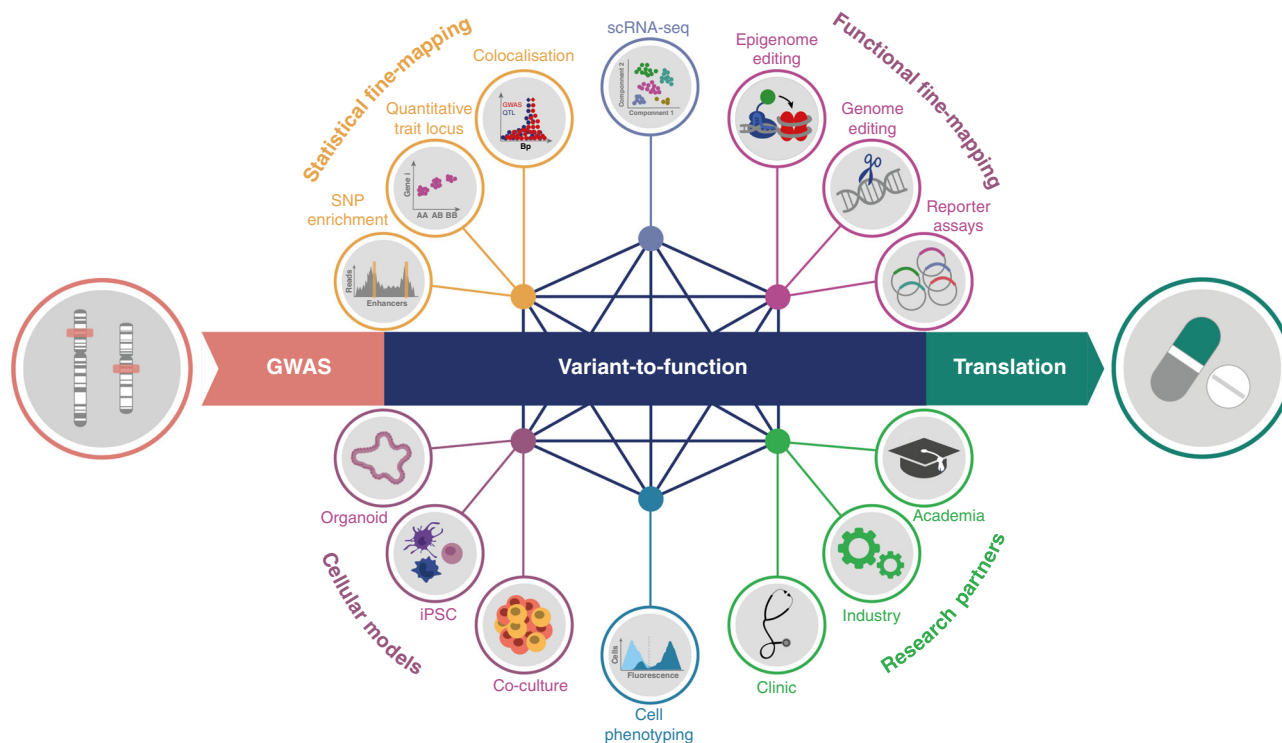 Statistical fine-mapping
Colocalisation
GWAS
QTL
Bp
Quantitative
trait locus
Gene i
AA AB BB
SNP
enrichment
Reads
Enhancers
scRNA-seq
Component 2
Component 1
Epigenome
editing
Functional fine-mapping
Genome
editing
Reporter
assays
GWAS
Variant-to-function
Translation
Organoid
iPSC
Co-culture
Cellular models
Cells
Fluorescence
Cell
phenotyping
Academia
Industry
Clinic
Research partners